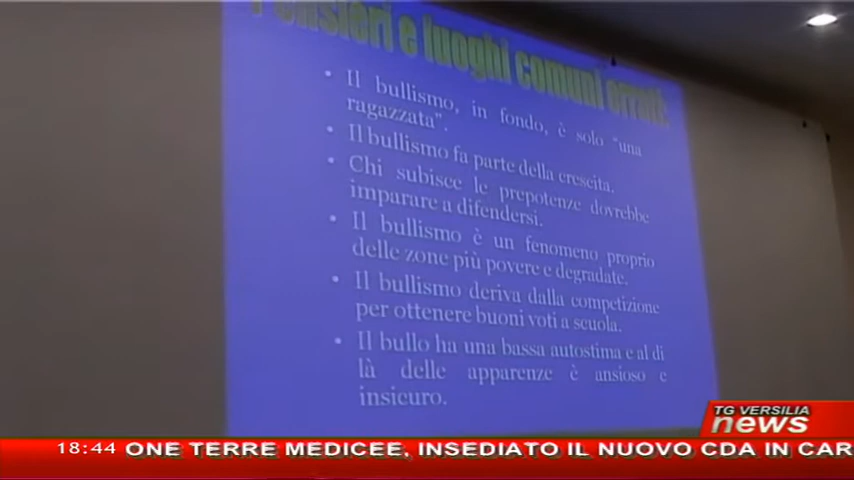 Pensieri e luoghi comuni errati:
• Il bullismo, in fondo, è solo "una
ragazzata".
• Il bullismo fa parte della crescita.
• Chi subisce le prepotenze dovrebbe
imparare a difendersi.
• Il bullismo è un fenomeno proprio
delle zone più povere e degradate.
• Il bullismo deriva dalla competizione
per ottenere buoni voti a scuola.
• Il bullo ha una bassa autostima e al di
là delle apparenze è ansioso e
insicuro.
TG VERSILIA
news
18:44 ONE TERRE MEDICEE, INSEDIATO IL NUOVO CDA IN CAR